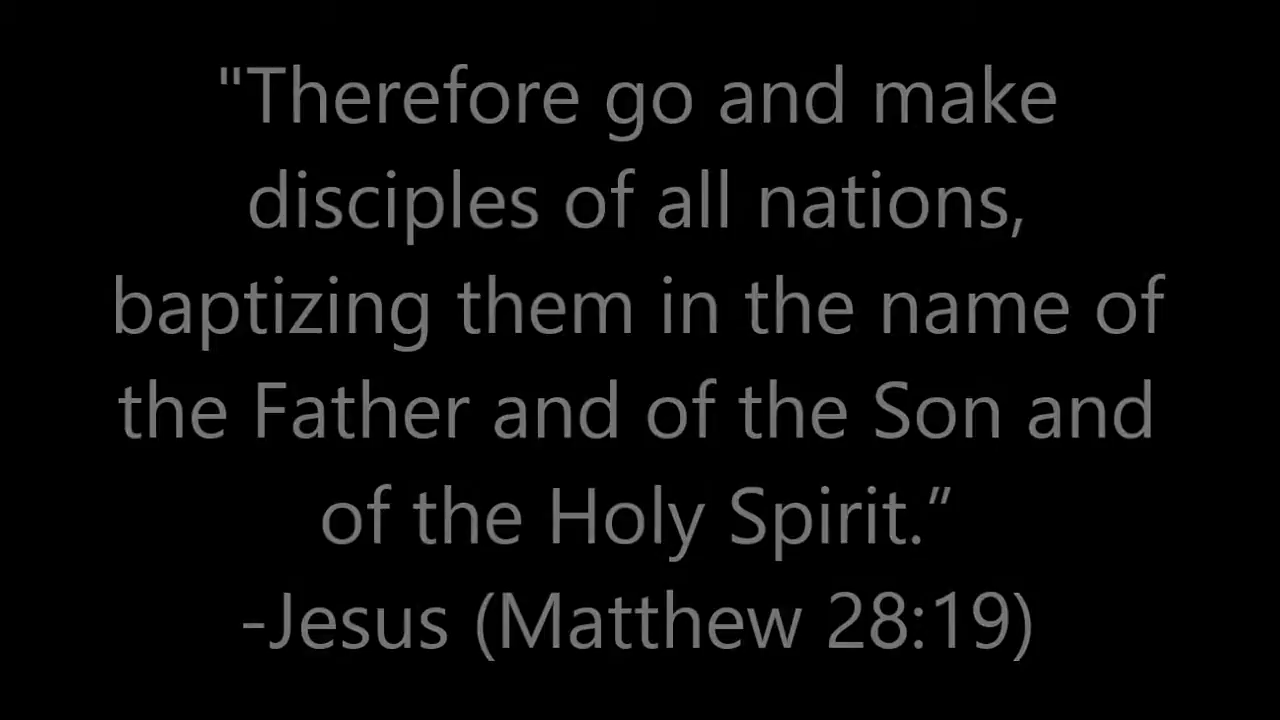 "Therefore go and make
disciples of all nations,
baptizing them in the name of
the Father and of the Son and
of the Holy Spirit.”
-Jesus (Matthew 28:19)